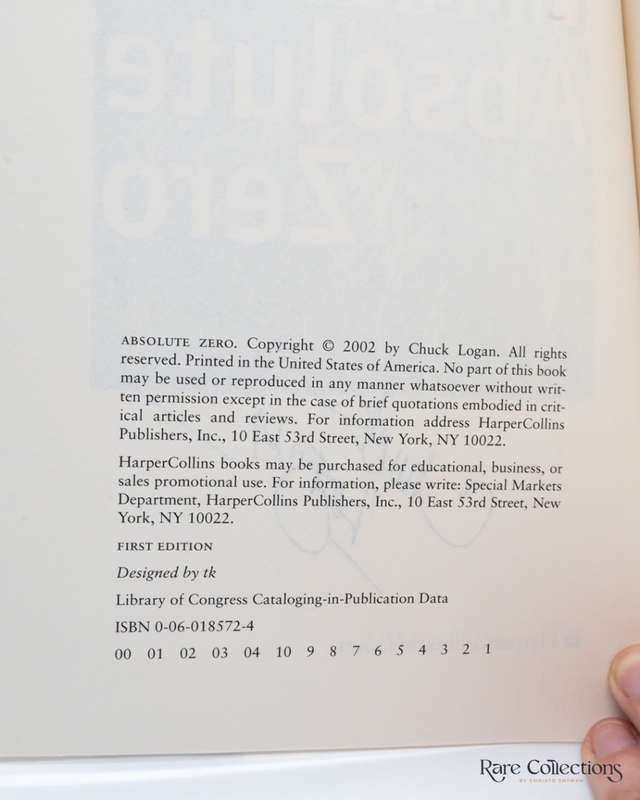 Absolute
Zero
ABSOLUTE ZERO. Copyright © 2002 by Chuck Logan. All rights
reserved. Printed in the United States of America. No part of this book
may be used or reproduced in any manner whatsoever without writ-
ten permission except in the case of brief quotations embodied in crit-
ical articles and reviews. For information address HarperCollins
Publishers, Inc., 10 East 53rd Street, New York, NY 10022.
HarperCollins books may be purchased for educational, business, or
sales promotional use. For information, please write: Special Markets
Department, HarperCollins Publishers, Inc., 10 East 53rd Street, New
York, NY 10022.
FIRST EDITION
Designed by tk
Library of Congress Cataloging-in-Publication Data
ISBN 0-06-018572-4
00 01 02 03 04 10 9 8 7 6 5 4 3 2 1
Rare Collections